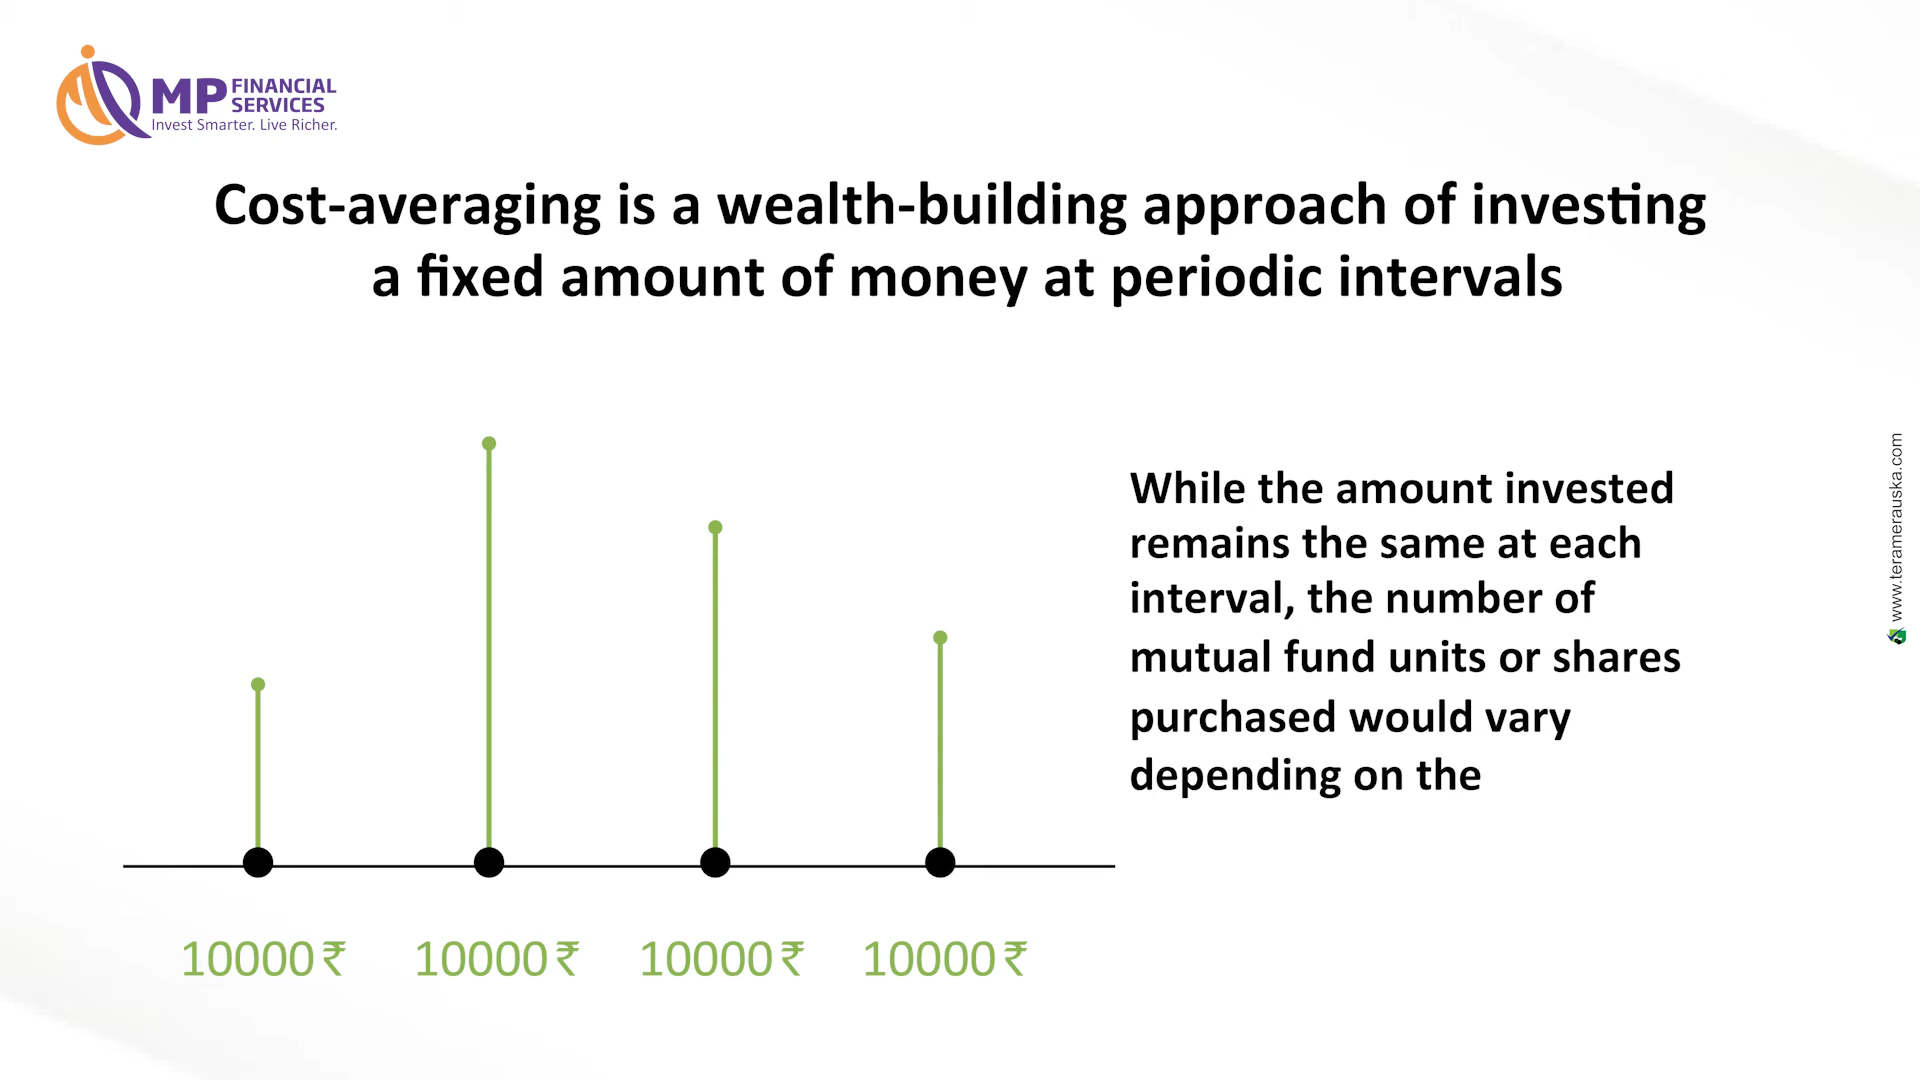 MP FINANCIAL
SERVICES
Invest Smarter. Live Richer.
Cost-averaging is a wealth-building approach of investing
a fixed amount of money at periodic intervals
While the amount invested
remains the same at each
interval, the number of
mutual fund units or shares
purchased would vary
depending on the
10000₹ 10000₹ 10000₹ 10000₹
www.teramerauska.com